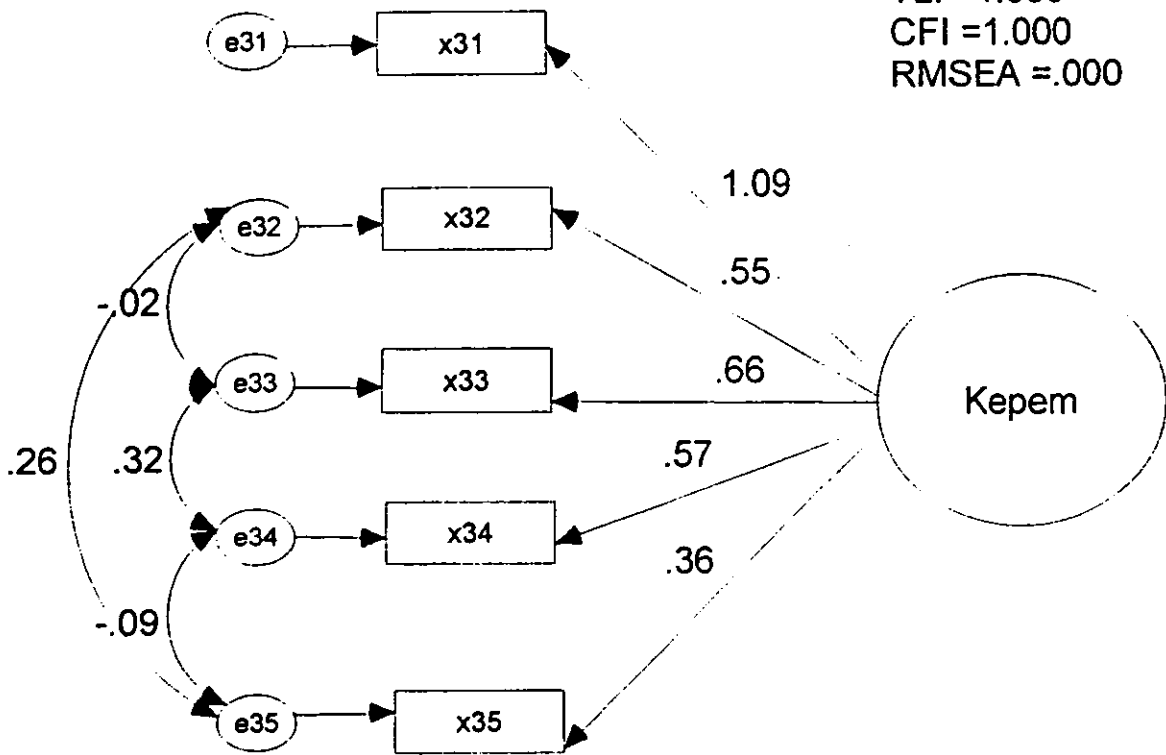 CFI =1.000
RMSEA =.000
e31
x31
1.09
e32
x32
.55
-.02
e33
x33
.66
Kepem
.26
.32
.57
e34
x34
.36
-.09
e35
x35